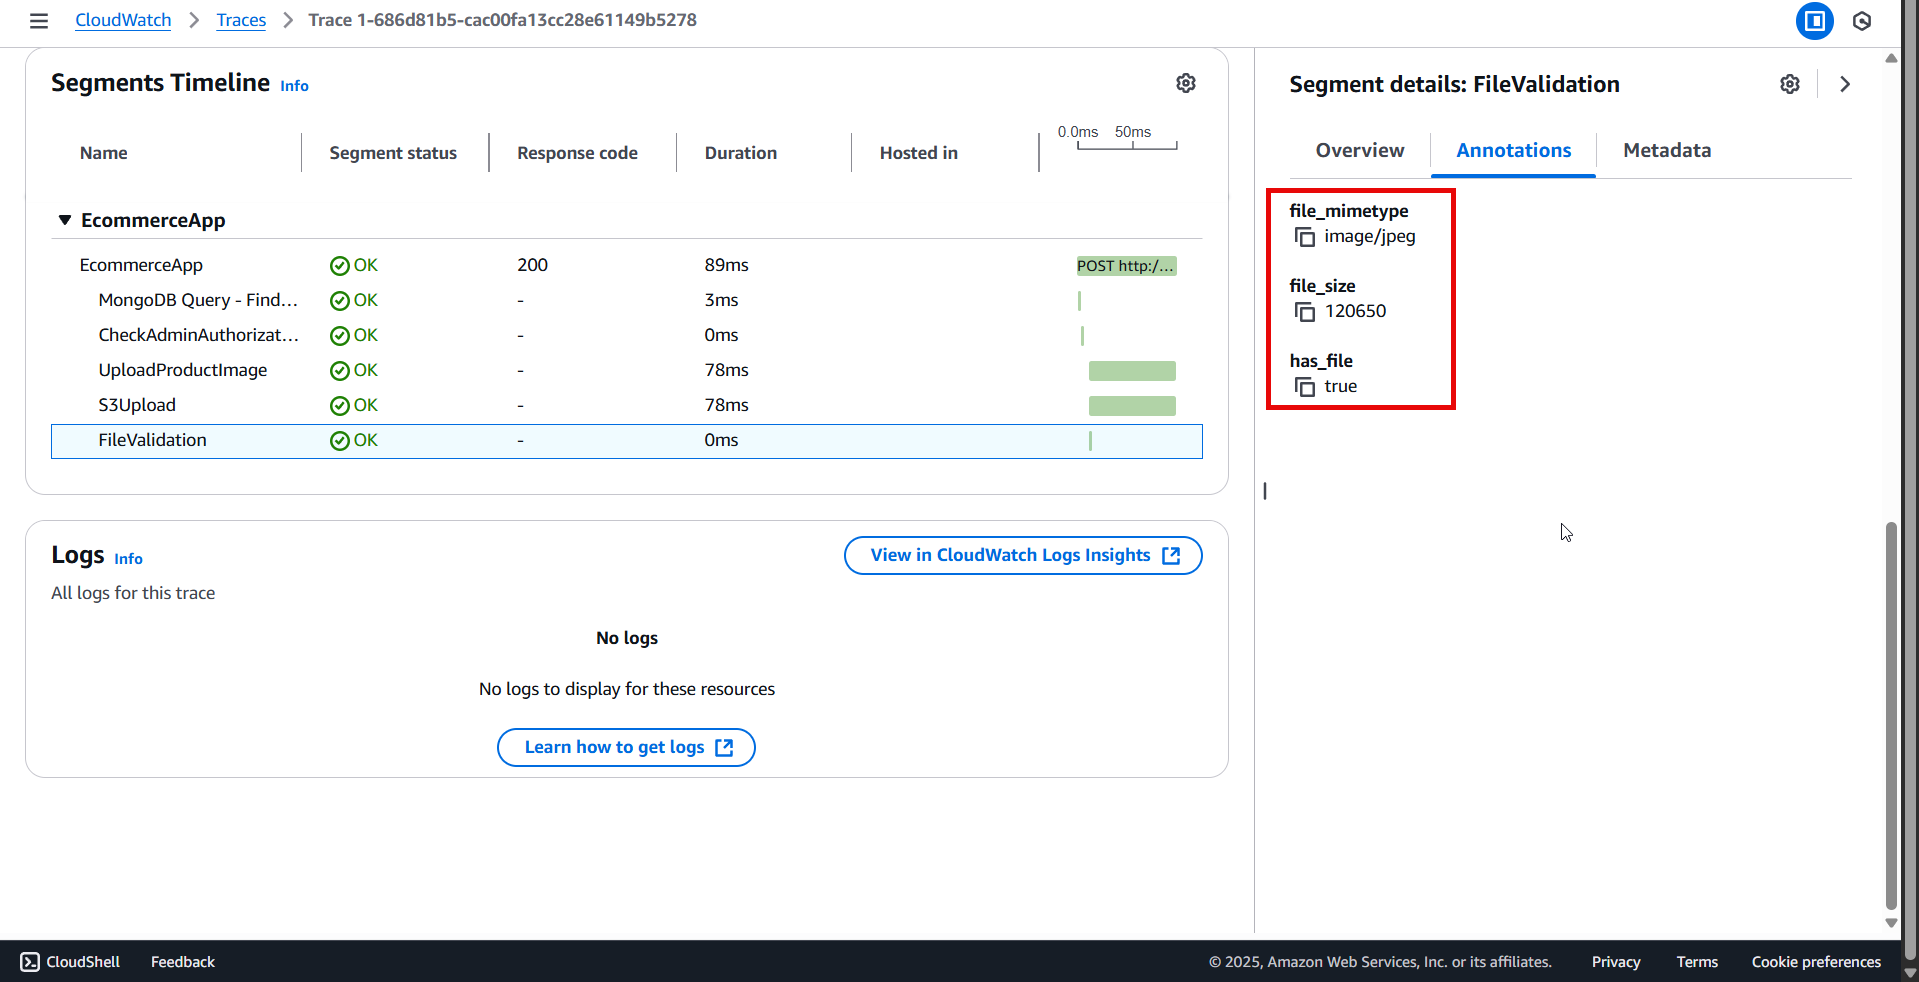 CloudWatch > Traces > Trace 1-686d81b5-cac00fa13cc28e61149b5278
Segments Timeline Info
Name Segment status Response code Duration Hosted in 0.0ms 50ms
EcommerceApp
EcommerceApp OK 200 89ms POST http:/...
MongoDB Query - Find... OK - 3ms
CheckAdminAuthorizat... OK - 0ms
UploadProductImage OK - 78ms
S3Upload OK - 78ms
FileValidation OK - 0ms
Logs Info
View in CloudWatch Logs Insights
All logs for this trace
No logs
No logs to display for these resources
Learn how to get logs
Segment details: FileValidation
Overview Annotations Metadata
file_mimetype
image/jpeg
file_size
120650
has_file
true
CloudShell Feedback © 2025, Amazon Web Services, Inc. or its affiliates. Privacy Terms Cookie preferences